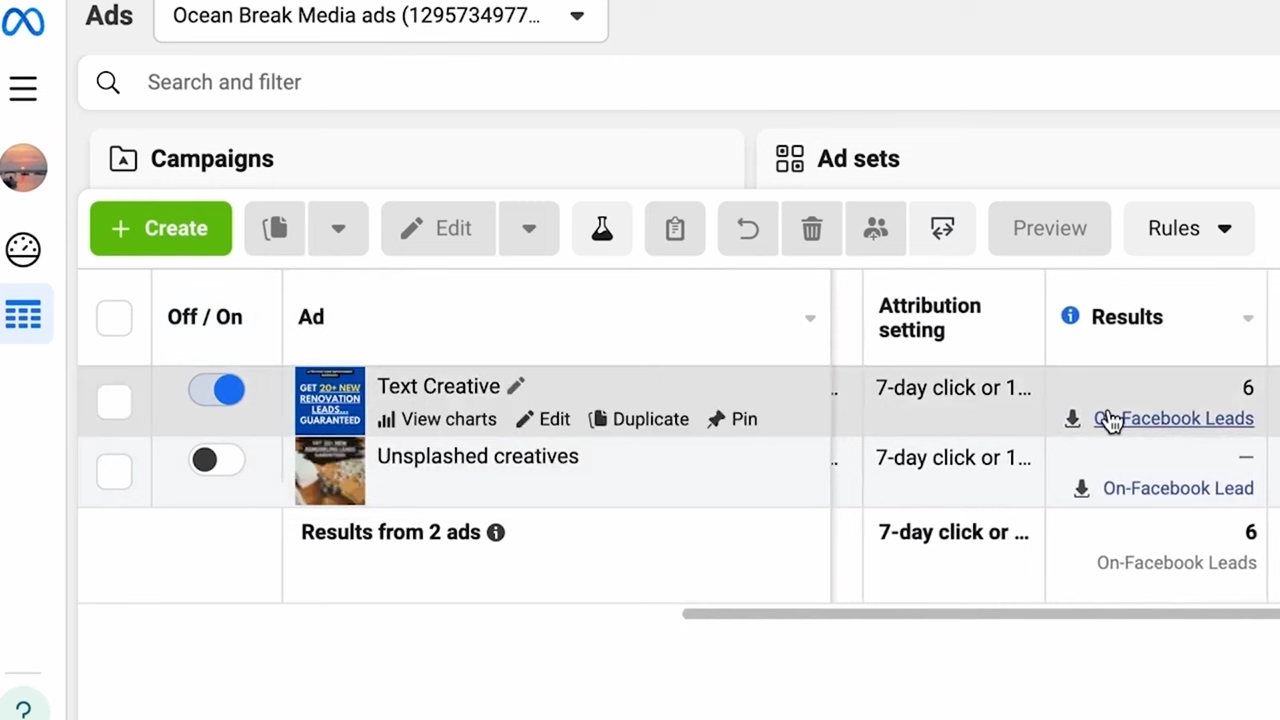 Ads
Ocean Break Media ads (1295734977...
Search and filter
Campaigns
Ad sets
+ Create
Edit
Preview
Rules
Off / On
Ad
Attribution
setting
Results
GET 20+ NEW
RENOVATION
LEADS...
GUARANTEED
Text Creative
View charts
Edit
Duplicate
Pin
7-day click or 1...
6
On-Facebook Leads
Unsplashed creatives
7-day click or 1...
—
On-Facebook Lead
Results from 2 ads
7-day click or ...
6
On-Facebook Leads
?